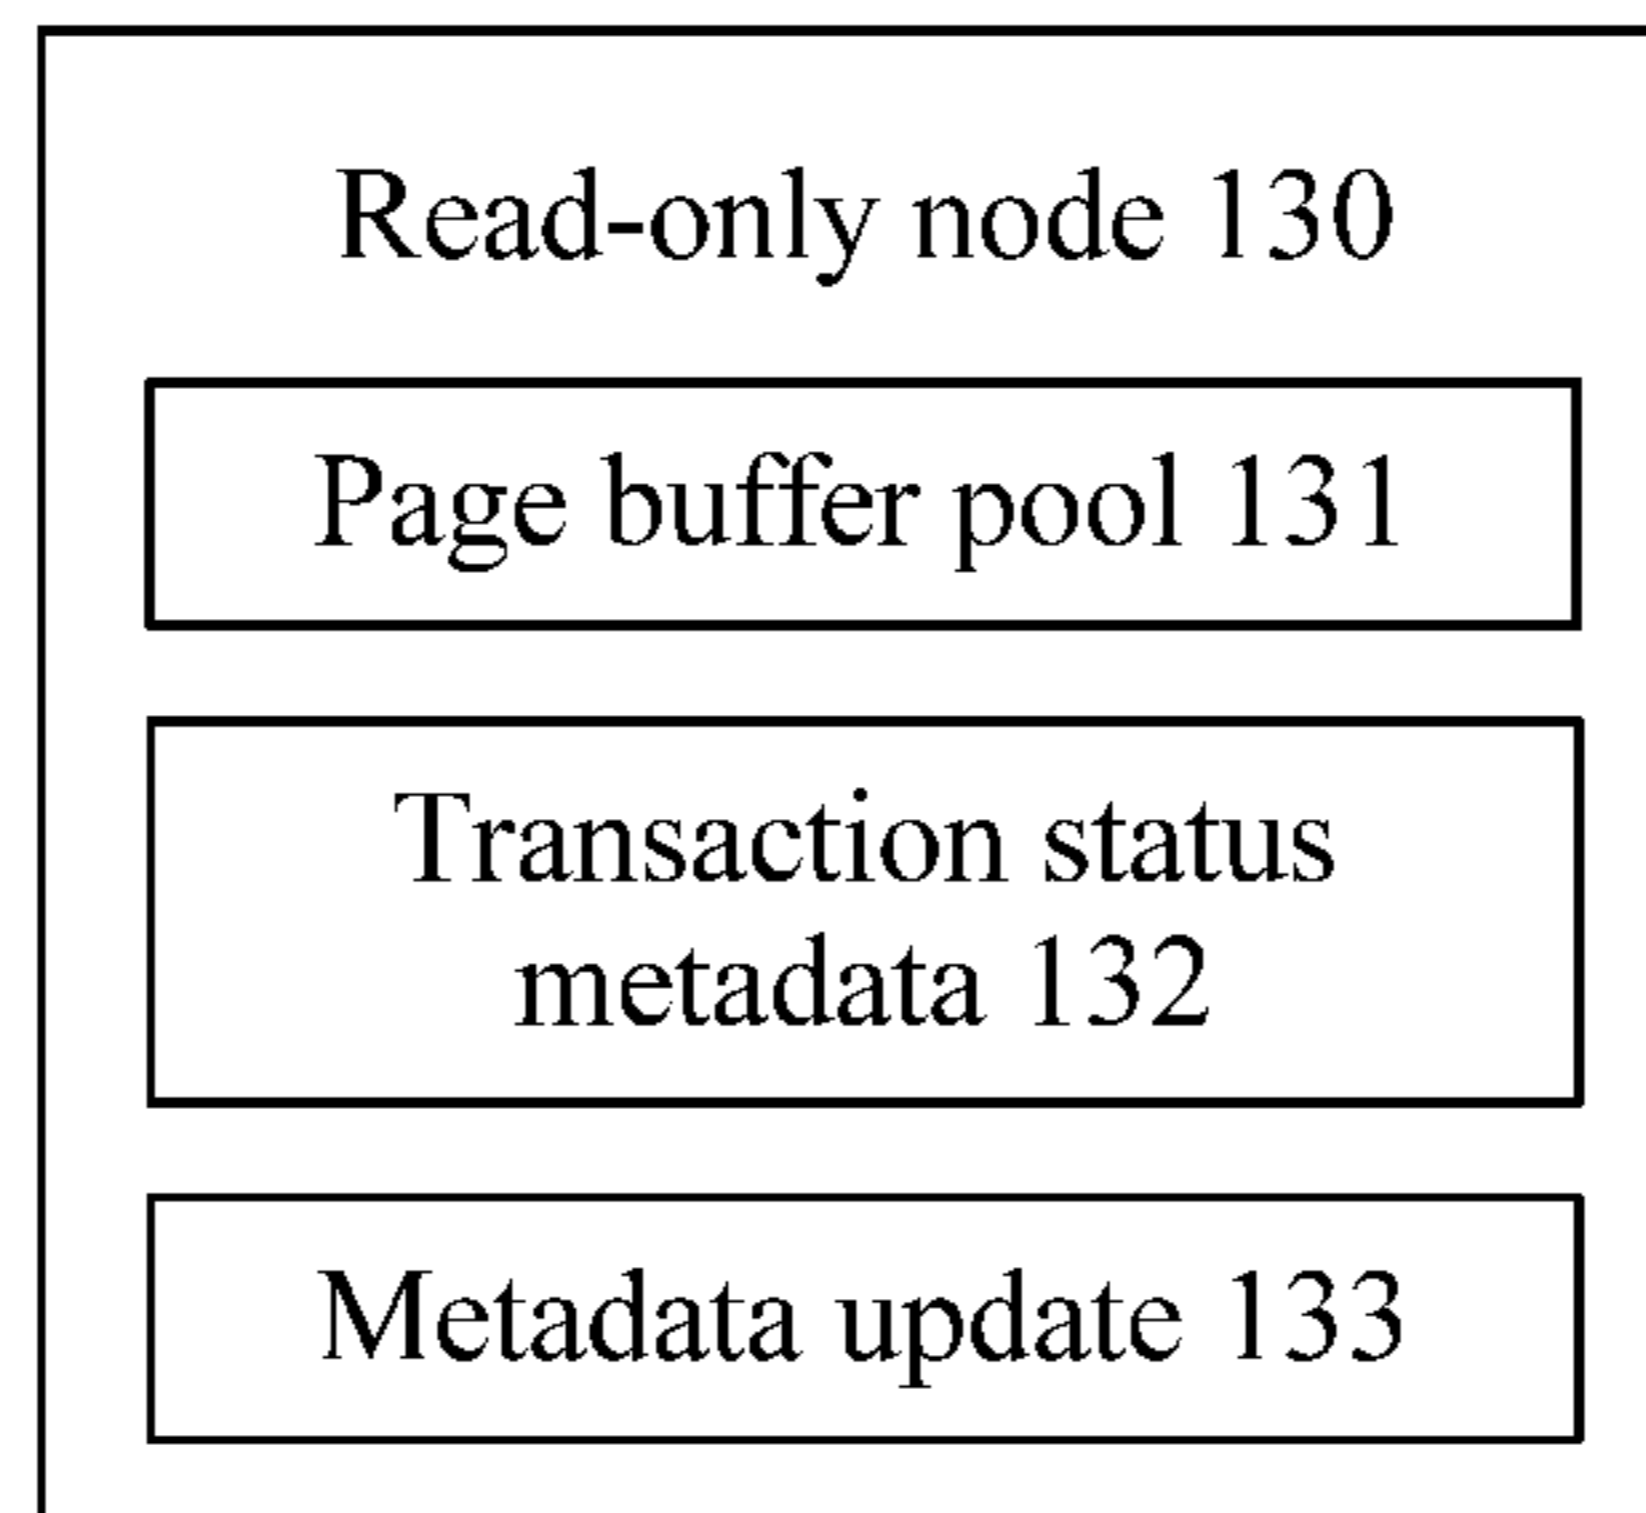 Read-only node 130
Page buffer pool 131
Transaction status
metadata 132
Metadata update 133